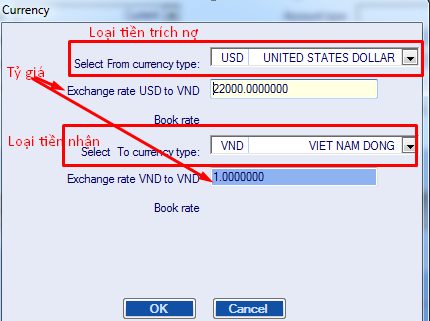 Currency
Loại tiền trích nợ
Select From currency type: USD UNITED STATES DOLLAR
Tỷ giá
Exchange rate USD to VND 22000.0000000
Book rate
Loại tiền nhận
Select To currency type: VND VIET NAM DONG
Exchange rate VND to VND 1.0000000
Book rate
OK Cancel